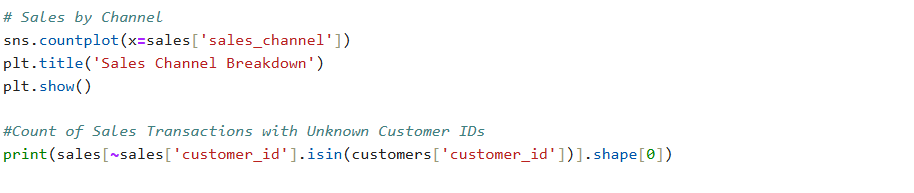 # Sales by Channel
sns.countplot(x=sales['sales_channel'])
plt.title('Sales Channel Breakdown')
plt.show()
#Count of Sales Transactions with Unknown Customer IDs
print(sales[~sales['customer_id'].isin(customers['customer_id'])].shape[0])